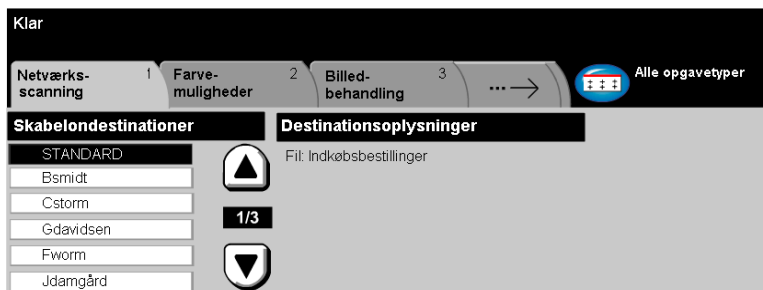 Klar
Netværks-
scanning
1
Farve-
muligheder
2
Billed-
behandling
3
Alle opgavetyper
Skabelondestinationer
Destinationsoplysninger
STANDARD
Fil: Indkøbsbestillinger
Bsmidt
Cstorm
1/3
Gdavidsen
Fworm
Jdamgård